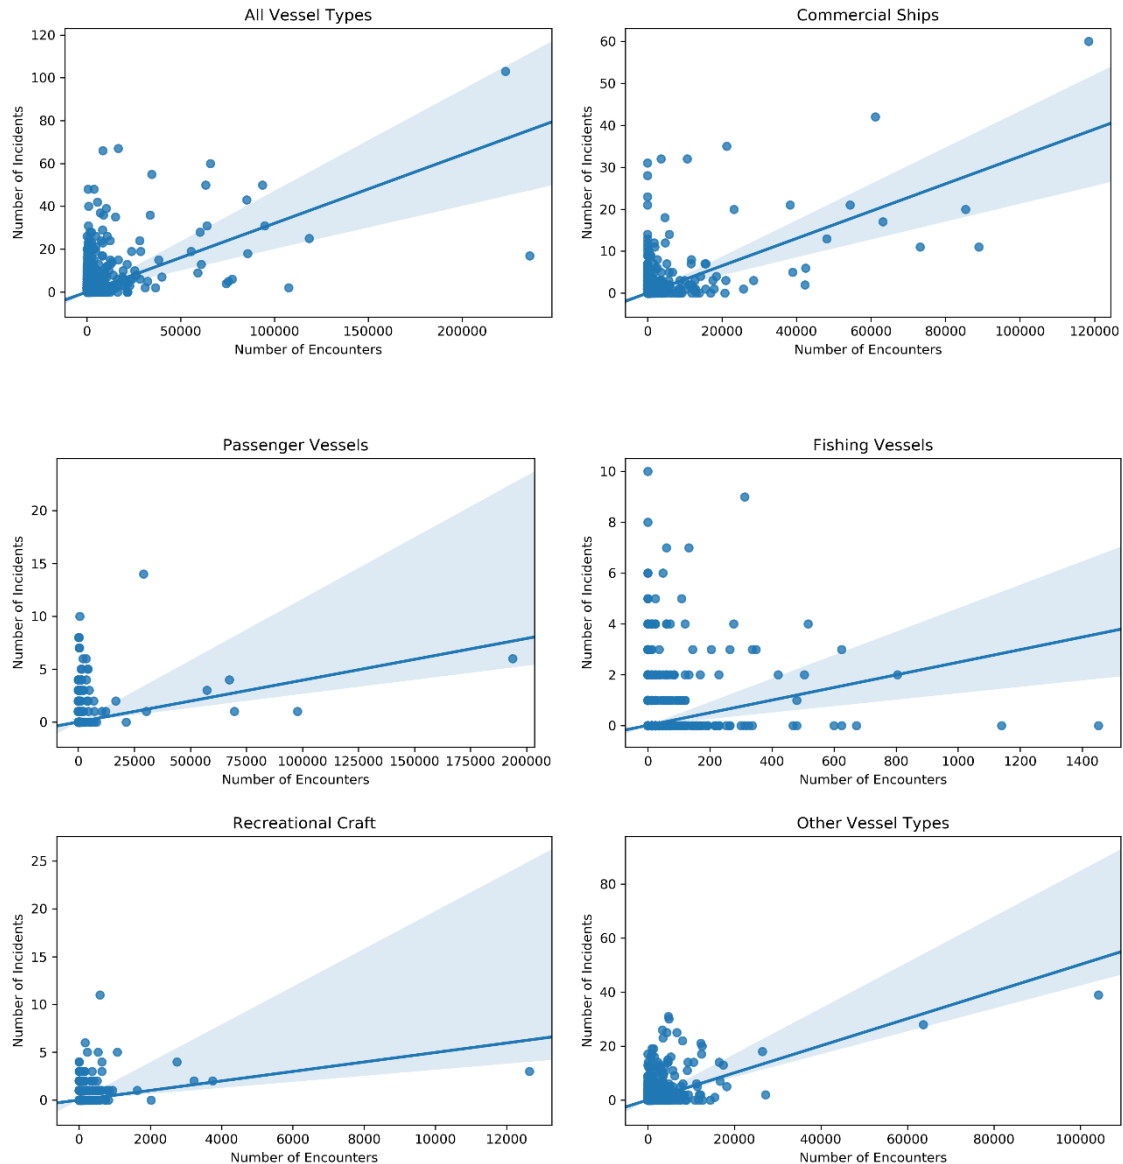 All Vessel Types
120
100
80
60
40
20
0
Number of Incidents
0 50000 100000 150000 200000
Number of Encounters
Commercial Ships
60
50
40
30
20
10
0
Number of Incidents
0 20000 40000 60000 80000 100000 120000
Number of Encounters
Passenger Vessels
20
15
10
5
0
Number of Incidents
0 25000 50000 75000 100000 125000 150000 175000 200000
Number of Encounters
Fishing Vessels
10
8
6
4
2
0
Number of Incidents
0 200 400 600 800 1000 1200 1400
Number of Encounters
Recreational Craft
25
20
15
10
5
0
Number of Incidents
0 2000 4000 6000 8000 10000 12000
Number of Encounters
Other Vessel Types
80
60
40
20
0
Number of Incidents
0 20000 40000 60000 80000 100000
Number of Encounters